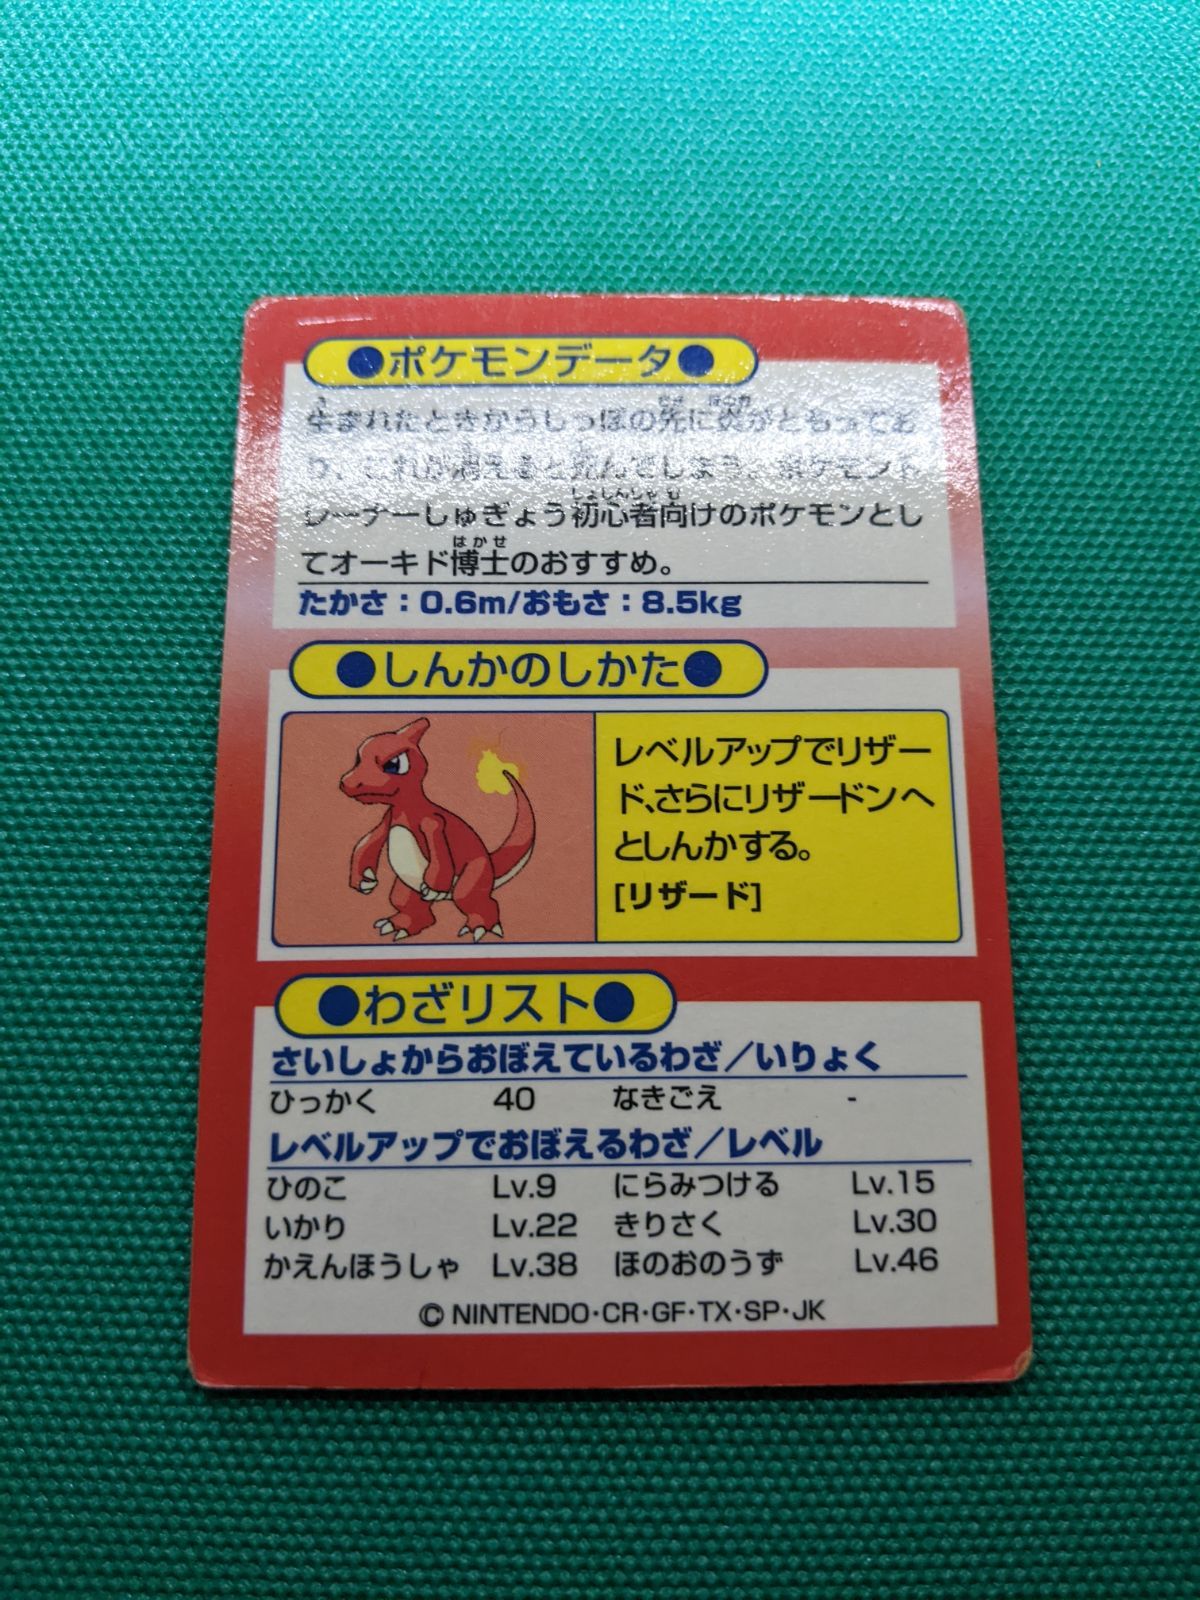 ●ポケモンデータ●
生まれたときからしっぽの先に炎がともってお
り、これが消えると死んでしまう。ポケモント
レーナーしゅぎょう初心者向けのポケモンとし
てオーキド博士のおすすめ。
たかさ：0.6m/おもさ：8.5kg
●しんかのしかた●
レベルアップでリザー
ド、さらにリザードンへ
としんかする。
[リザード]
●わざリスト●
さいしょからおぼえているわざ／いりょく
ひっかく 40 なきごえ -
レベルアップでおぼえるわざ／レベル
ひのこ Lv.9 にらみつける Lv.15
いかり Lv.22 きりさく Lv.30
かえんほうしゃ Lv.38 ほのおのうず Lv.46
© NINTENDO・CR・GF・TX・SP・JK